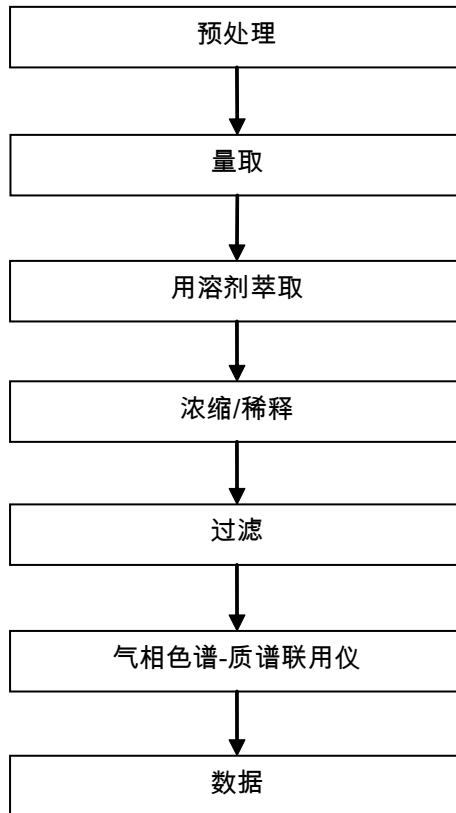 预处理
量取
用溶剂萃取
浓缩/稀释
过滤
气相色谱-质谱联用仪
数据